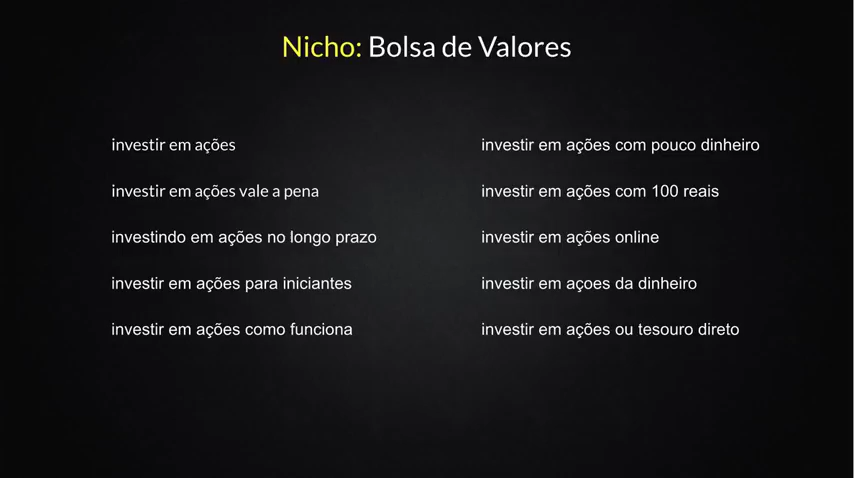 Nicho: Bolsa de Valores
investir em ações
investir em ações vale a pena
investindo em ações no longo prazo
investir em ações para iniciantes
investir em ações como funciona
investir em ações com pouco dinheiro
investir em ações com 100 reais
investir em ações online
investir em açoes da dinheiro
investir em ações ou tesouro direto